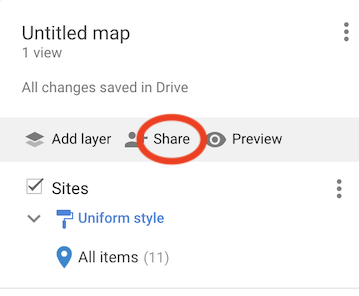 Untitled map
1 view
All changes saved in Drive
Add layer Share Preview
Sites
Uniform style
All items (11)